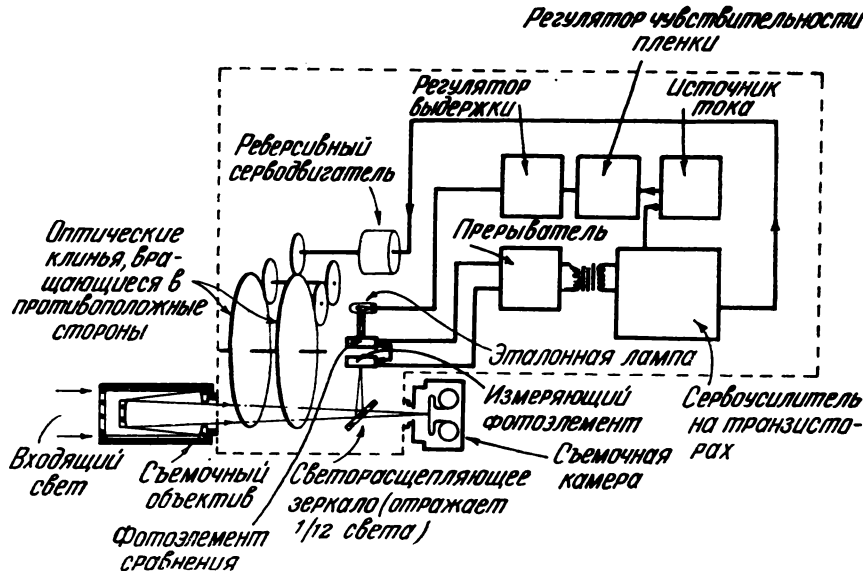 Регулятор чувствительности
пленки
Регулятор
выдержки
Источник
тока
Реверсивный
серводвигатель
Прерыватель
Оптические
клинья, вра-
щающиеся в
противоположные
стороны
Эталонная лампа
Измеряющий
фотоэлемент
Сервоусилитель
на транзисто-
рах
Входящий
свет
Съемочный
объектив
Светорасщепляющее
зеркало (отражает
1/12 света)
Съемочная
камера
Фотоэлемент
сравнения